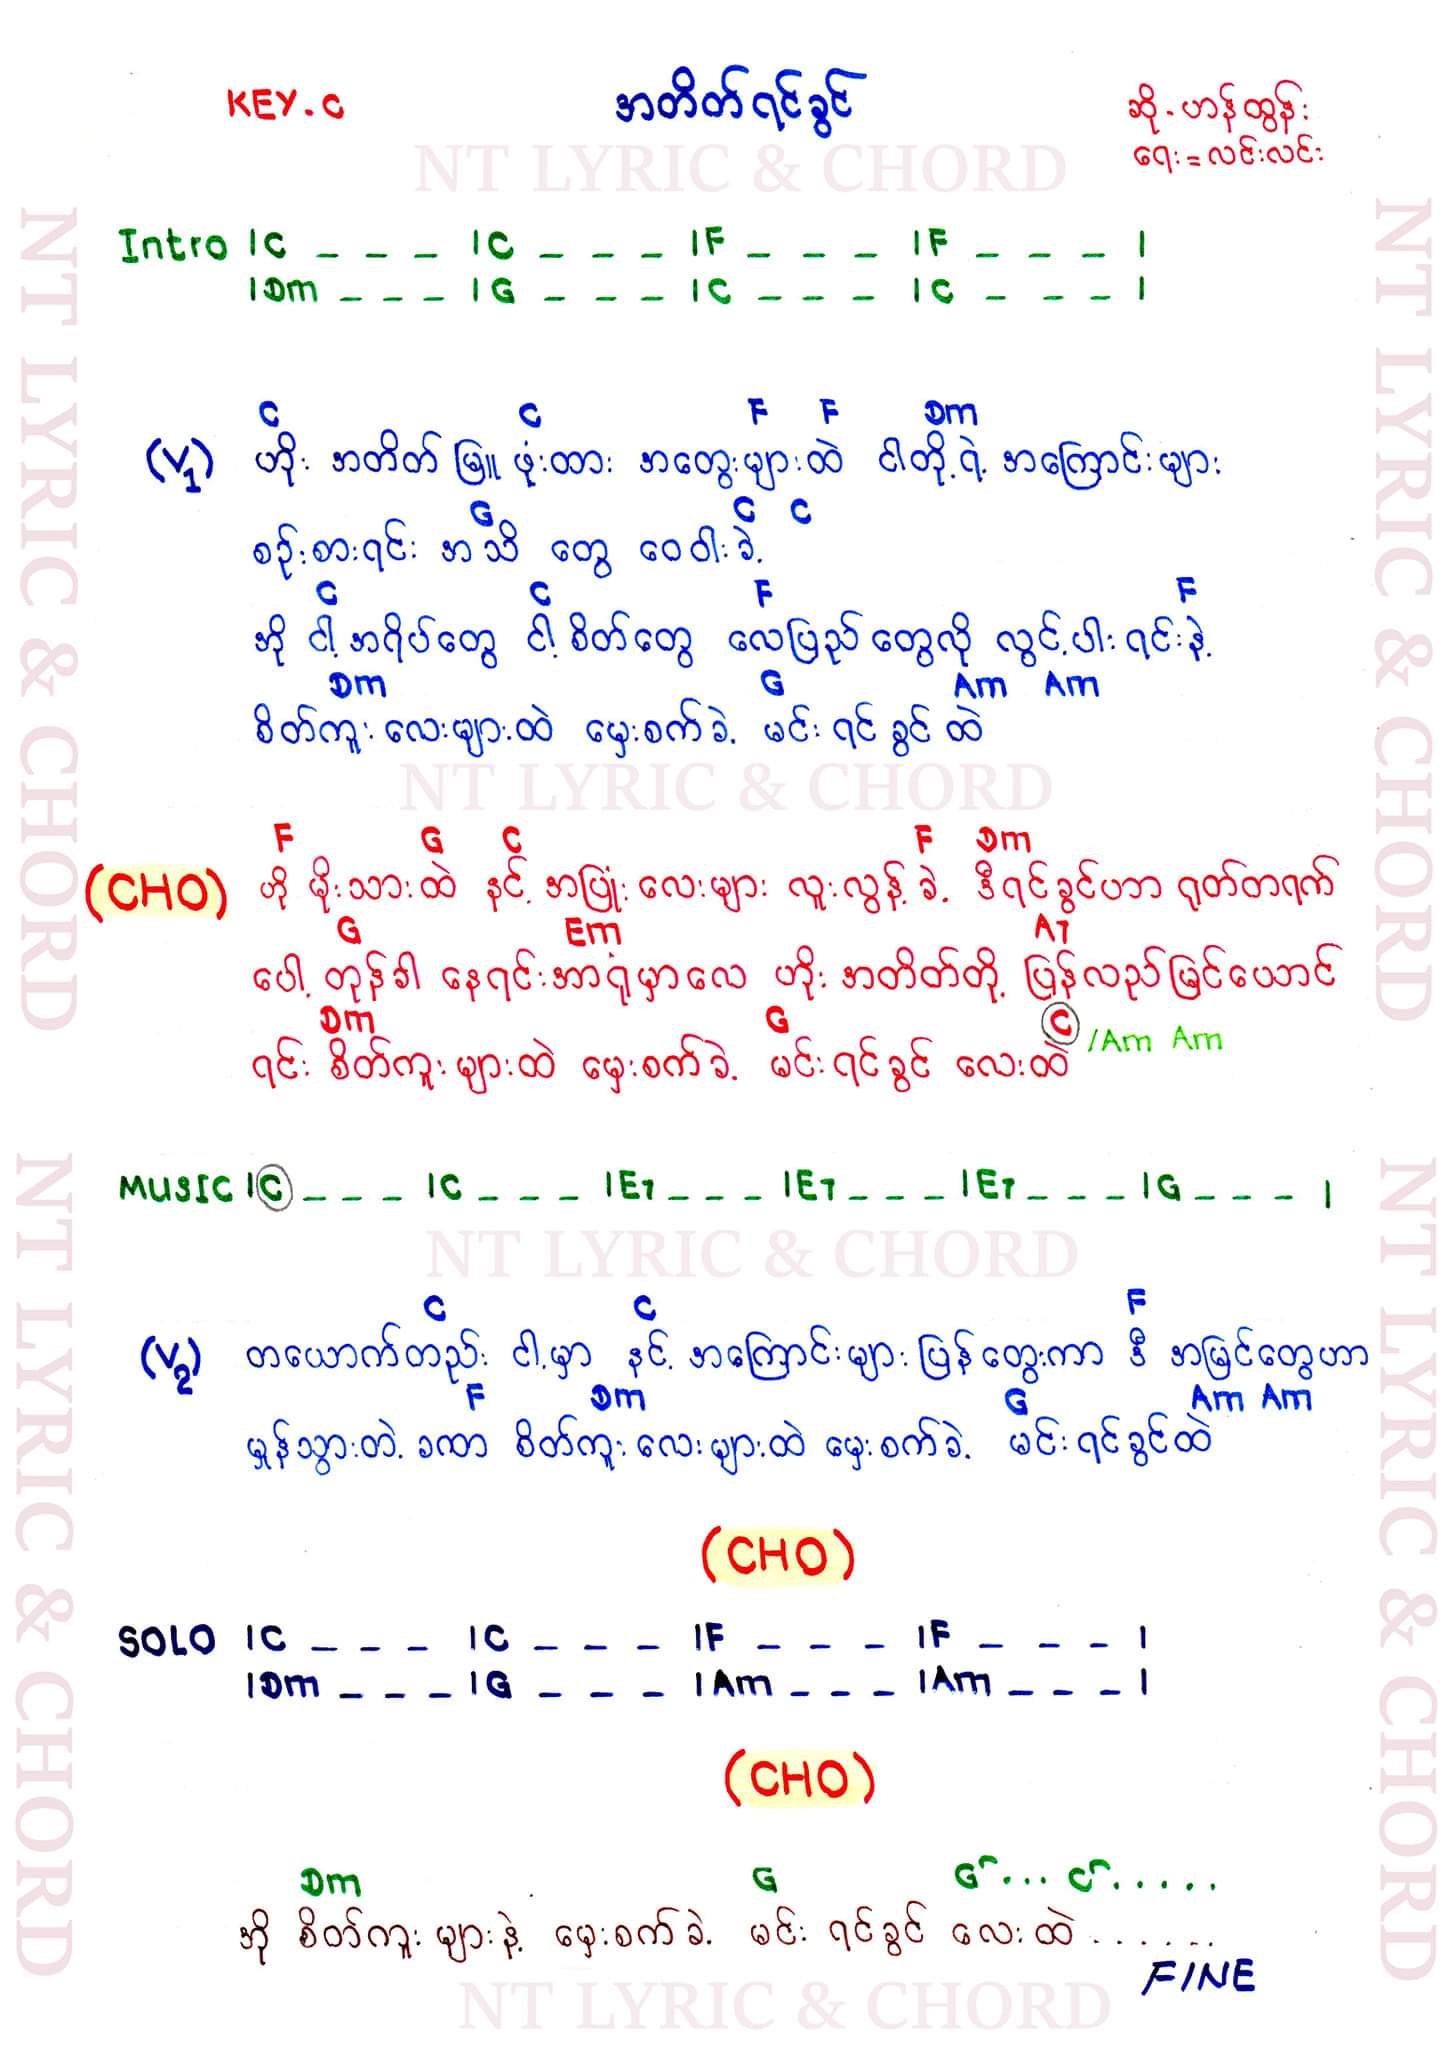 KEY.C
အတိတ်ရင်ခွင်
ဆို - ဟန်ထွန်း
ရေး = လင်းလင်း
NT LYRIC & CHORD
Intro |C _ _ _ |C _ _ _ |F _ _ _ |F _ _ _ |
|Dm _ _ _ |G _ _ _ |C _ _ _ |C _ _ _ |
C C F F Dm
(V1) ဟိုး အတိတ် မြူ ဖုံးထား အတွေးများထဲ ငါတို့ရဲ့ အကြောင်းများ
G C C
စဉ်းစားရင်း အသိ တွေ ဝေဝါးခဲ့
C C F F
အို ငါ့အရိပ်တွေ ငါ့စိတ်တွေ လေပြည် တွေလို လွင့်ပါး ရင်းနဲ့
Dm G Am Am
စိတ်ကူး လေးများထဲ မှေးစက်ခဲ့ မင်း ရင်ခွင် ထဲ
NT LYRIC & CHORD
F G C F Dm
(CHO) ဟို မိုးသားထဲ နင့် အပြုံးလေးများ လူးလွန့်ခဲ့ ဒီရင်ခွင်ဟာ ရုတ်တရက်
G Em A7
ပေါ့ တုန်ခါ နေရင်းအာရုံမှာလေ ဟိုး အတိတ်တို့ ပြန်လည်မြင်ယောင်
Dm G C /Am Am
ရင်း စိတ်ကူးများထဲ မှေးစက်ခဲ့ မင်းရင်ခွင် လေးထဲ
MUSIC |C _ _ _ |C _ _ _ |E7 _ _ _ |E7 _ _ _ |E7 _ _ _ |G _ _ _ |
NT LYRIC & CHORD
C C F
(V2) တယောက်တည်း ငါ့မှာ နင့် အကြောင်းများ ပြန်တွေးကာ ဒီ အမြင်တွေဟာ
F Dm G Am Am
မှုန်သွားတဲ့ ခဏာ စိတ်ကူးလေးများထဲ မှေးစက်ခဲ့ မင်း ရင်ခွင်ထဲ
(CHO)
SOLO |C _ _ _ |C _ _ _ |F _ _ _ |F _ _ _ |
|Dm _ _ _ |G _ _ _ |Am _ _ _ |Am _ _ _ |
(CHO)
Dm G G ... C .....
အို စိတ်ကူး များနဲ့ မှေးစက်ခဲ့ မင်း ရင်ခွင် လေးထဲ .......
FINE
NT LYRIC & CHORD
NT LYRIC & CHORD
NT LYRIC & CHORD
NT LYRIC & CHORD
NT LYRIC & CHORD